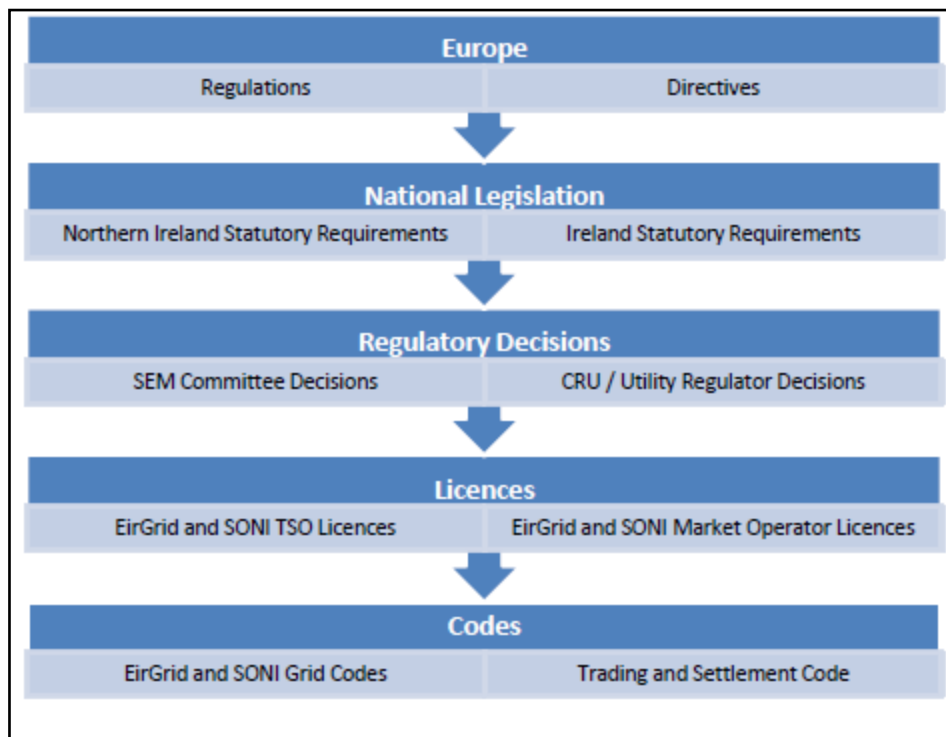 Europe
Regulations
Directives
National Legislation
Northern Ireland Statutory Requirements
Ireland Statutory Requirements
Regulatory Decisions
SEM Committee Decisions
CRU / Utility Regulator Decisions
Licences
EirGrid and SONI TSO Licences
EirGrid and SONI Market Operator Licences
Codes
EirGrid and SONI Grid Codes
Trading and Settlement Code